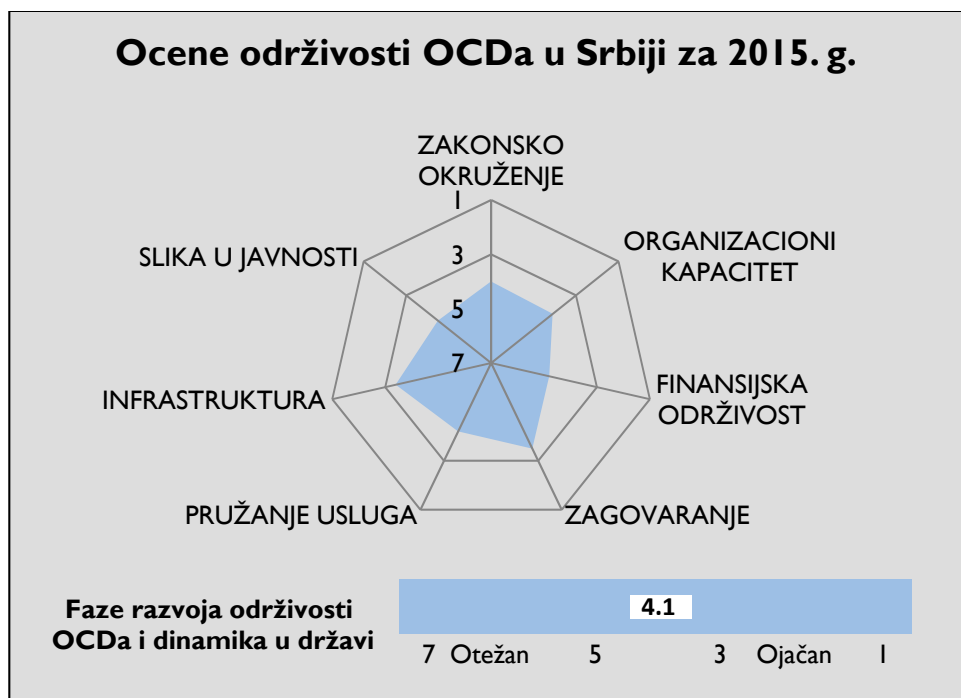 Ocene održivosti OCDa u Srbiji za 2015. g.
ZAKONSKO
OKRUŽENJE
1
ORGANIZACIONI
KAPACITET
SLIKA U JAVNOSTI
3
5
7
FINANSIJSKA
ODRŽIVOST
INFRASTRUKTURA
PRUŽANJE USLUGA
ZAGOVARANJE
Faze razvoja održivosti
OCDa i dinamika u državi
4.1
7 Otežan 5 3 Ojačan 1